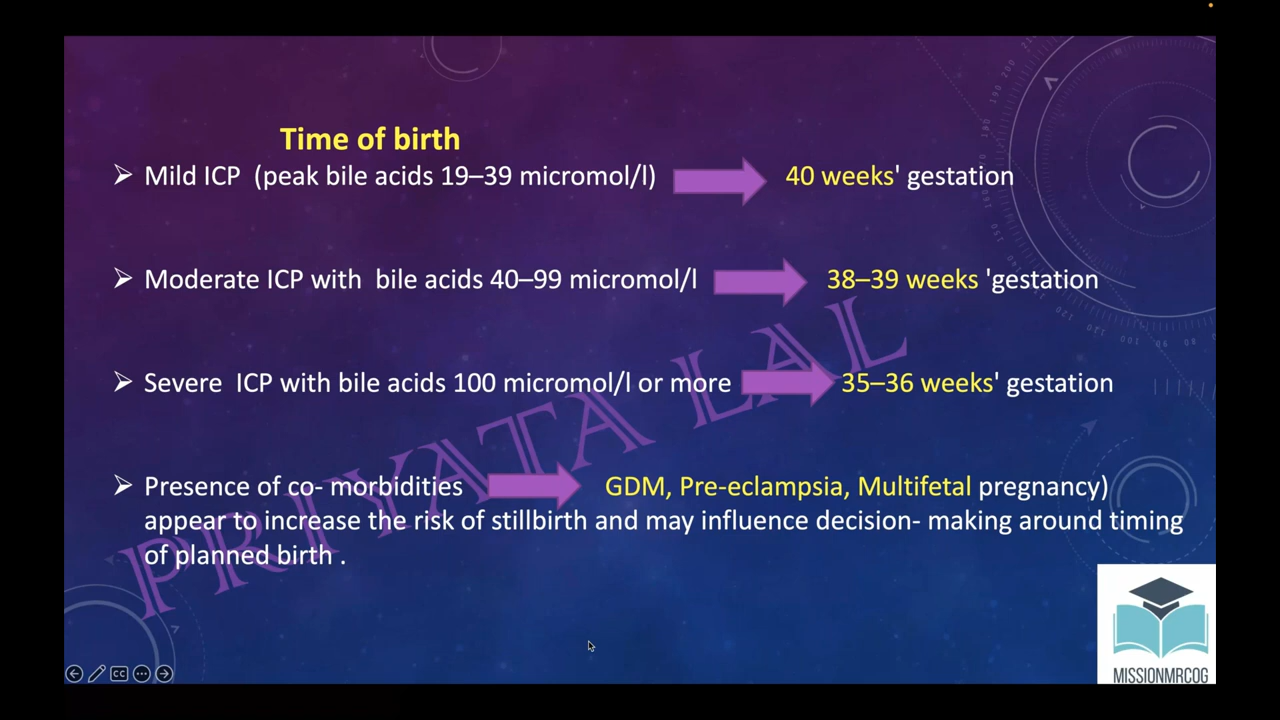 Time of birth
Mild ICP (peak bile acids 19–39 micromol/l) 40 weeks' gestation
Moderate ICP with bile acids 40–99 micromol/l 38–39 weeks 'gestation
Severe ICP with bile acids 100 micromol/l or more 35–36 weeks' gestation
Presence of co- morbidities GDM, Pre-eclampsia, Multifetal pregnancy)
appear to increase the risk of stillbirth and may influence decision- making around timing
of planned birth .
PRIYATA LAL
CC
MISSIONMRCOG